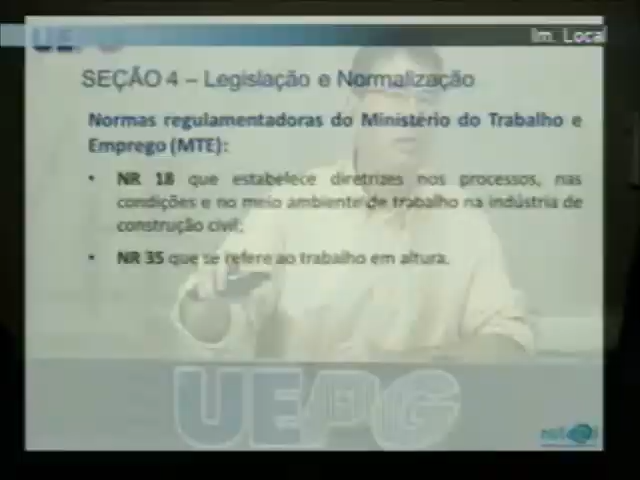 Im. Local
UEPG
SEÇÃO 4 – Legislação e Normalização
Normas regulamentadoras do Ministério do Trabalho e
Emprego (MTE):
• NR 18 que estabelece diretrizes nos processos, nas
condições e no meio ambiente de trabalho na indústria de
construção civil;
• NR 35 que se refere ao trabalho em altura.
UEPG